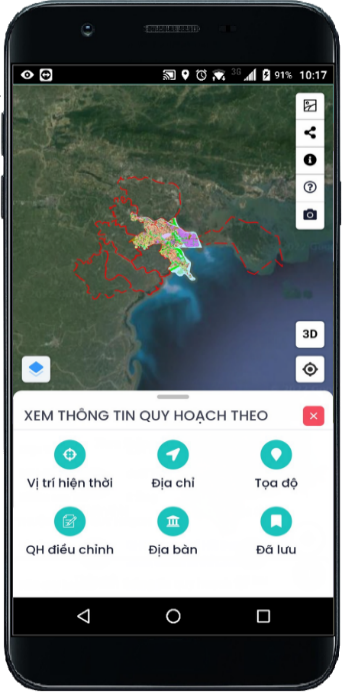 3G 91% 10:17
3D
XEM THÔNG TIN QUY HOẠCH THEO
Vị trí hiện thời Địa chỉ Tọa độ
QH điều chỉnh Địa bàn Đã lưu